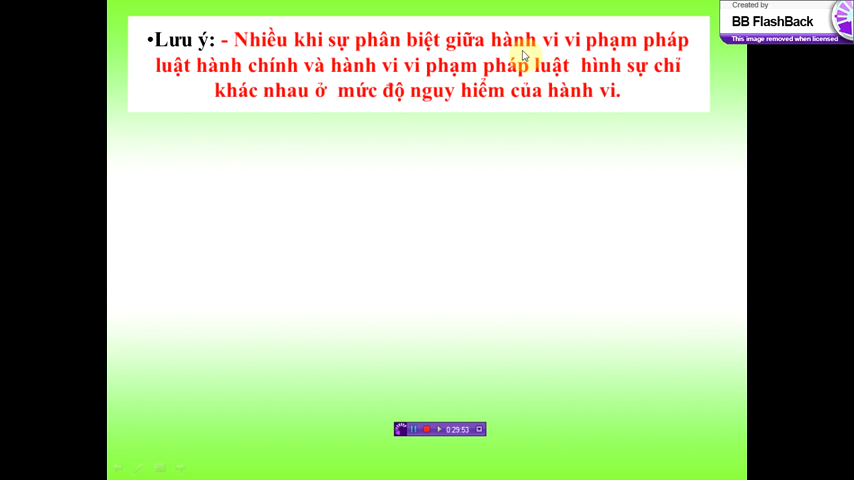 Created by
BB FlashBack
This image removed when licensed
•Lưu ý: - Nhiều khi sự phân biệt giữa hành vi vi phạm pháp
luật hành chính và hành vi vi phạm pháp luật hình sự chỉ
khác nhau ở mức độ nguy hiểm của hành vi.
0:29:53